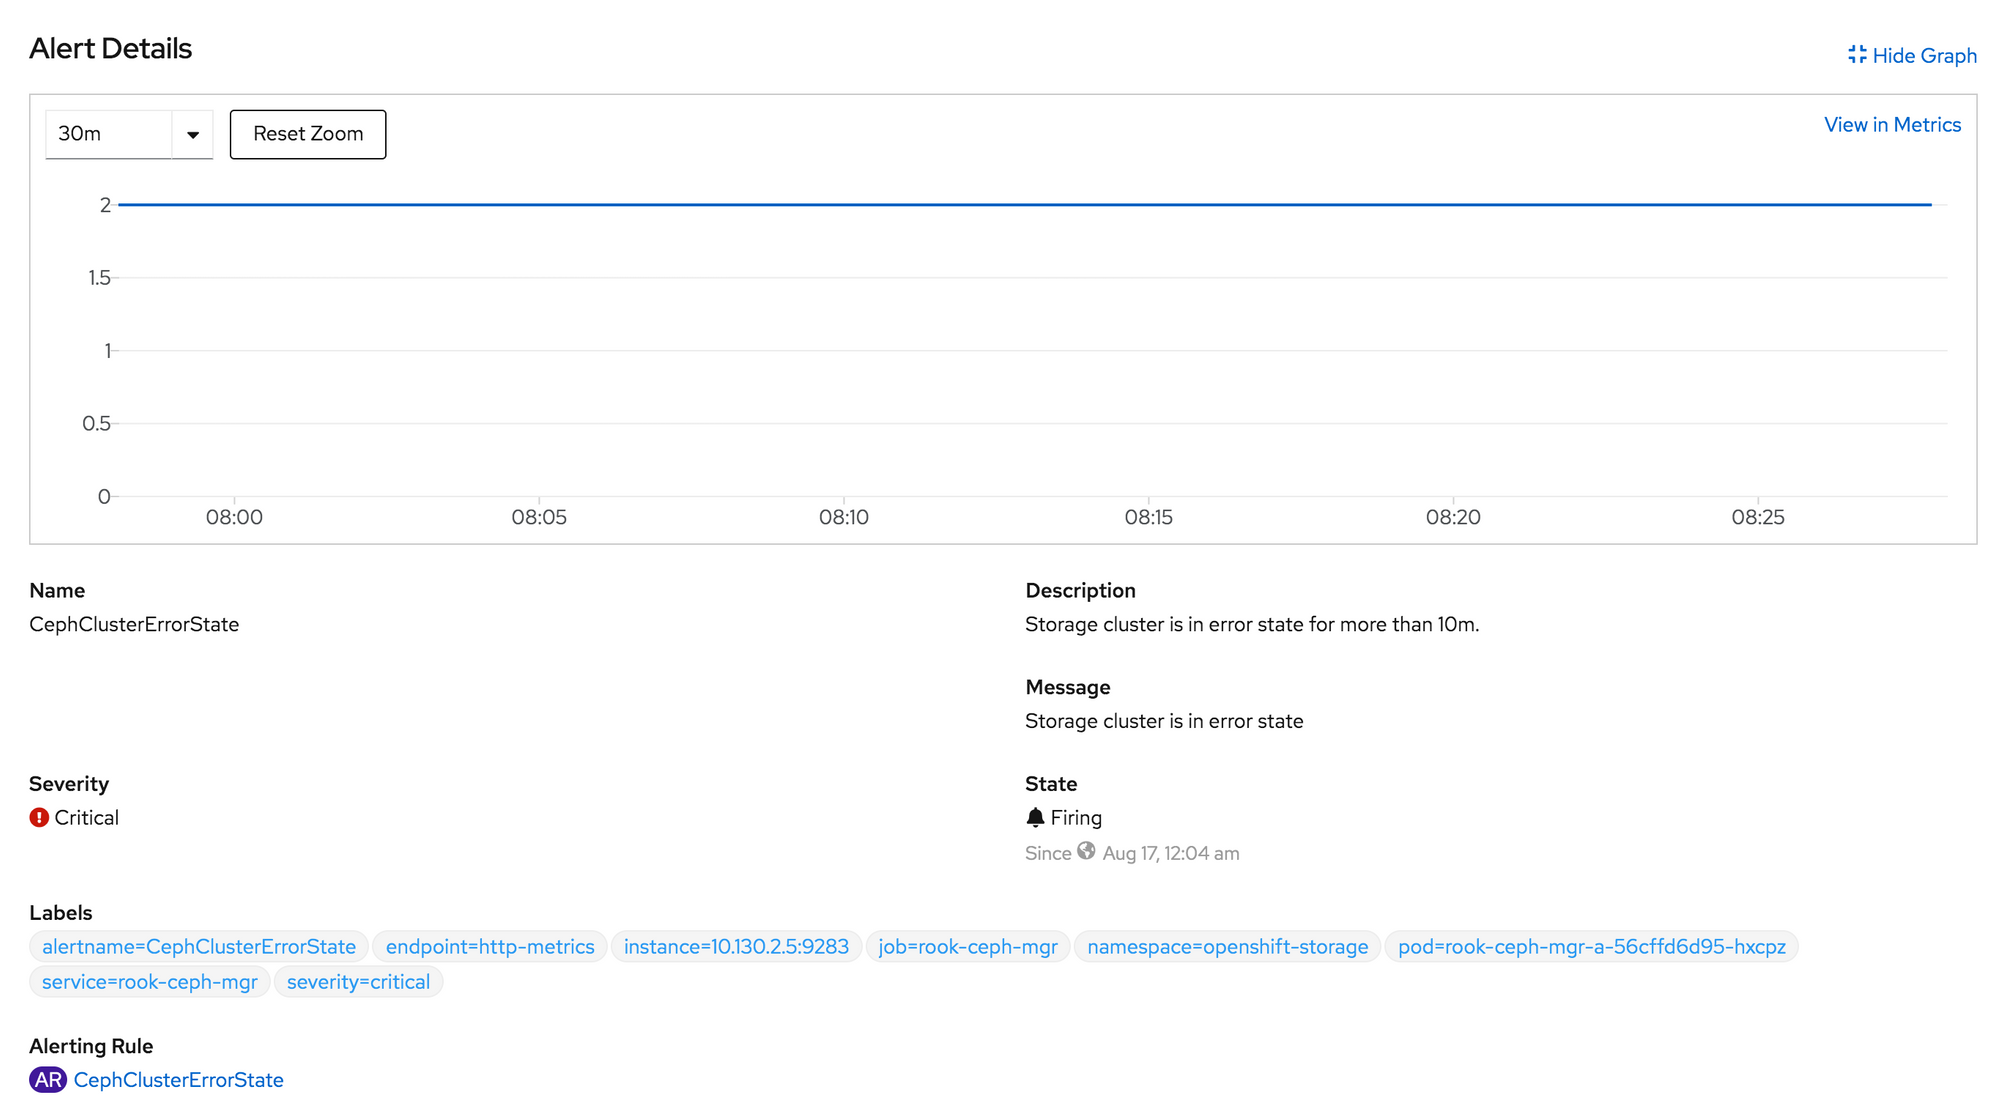 Alert Details
Hide Graph
30m
Reset Zoom
View in Metrics
2
1.5
1
0.5
0
08:00 08:05 08:10 08:15 08:20 08:25
Name
CephClusterErrorState
Description
Storage cluster is in error state for more than 10m.
Message
Storage cluster is in error state
Severity
Critical
State
Firing
Since Aug 17, 12:04 am
Labels
alertname=CephClusterErrorState endpoint=http-metrics instance=10.130.2.5:9283 job=rook-ceph-mgr namespace=openshift-storage pod=rook-ceph-mgr-a-56cffd6d95-hxcpz
service=rook-ceph-mgr severity=critical
Alerting Rule
AR CephClusterErrorState